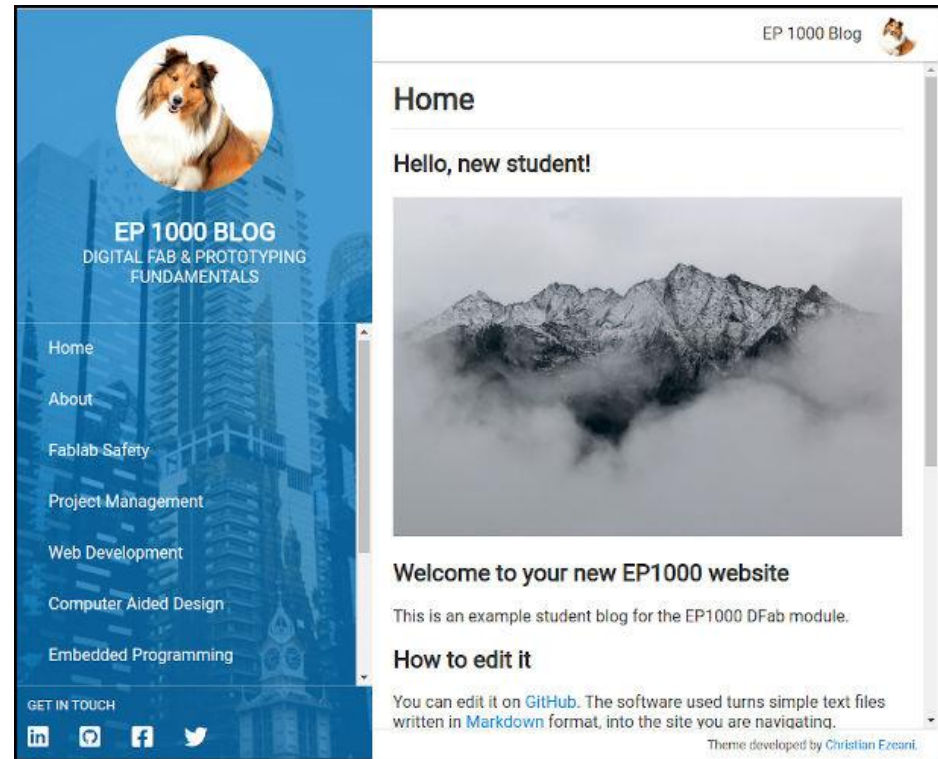 EP 1000 BLOG
DIGITAL FAB & PROTOTYPING
FUNDAMENTALS
Home
About
Fablab Safety
Project Management
Web Development
Computer Aided Design
Embedded Programming
GET IN TOUCH
in
EP 1000 Blog
Home
Hello, new student!
Welcome to your new EP1000 website
This is an example student blog for the EP1000 DFab module.
How to edit it
You can edit it on GitHub. The software used turns simple text files
written in Markdown format, into the site you are navigating.
Theme developed by Christian Ezeani.